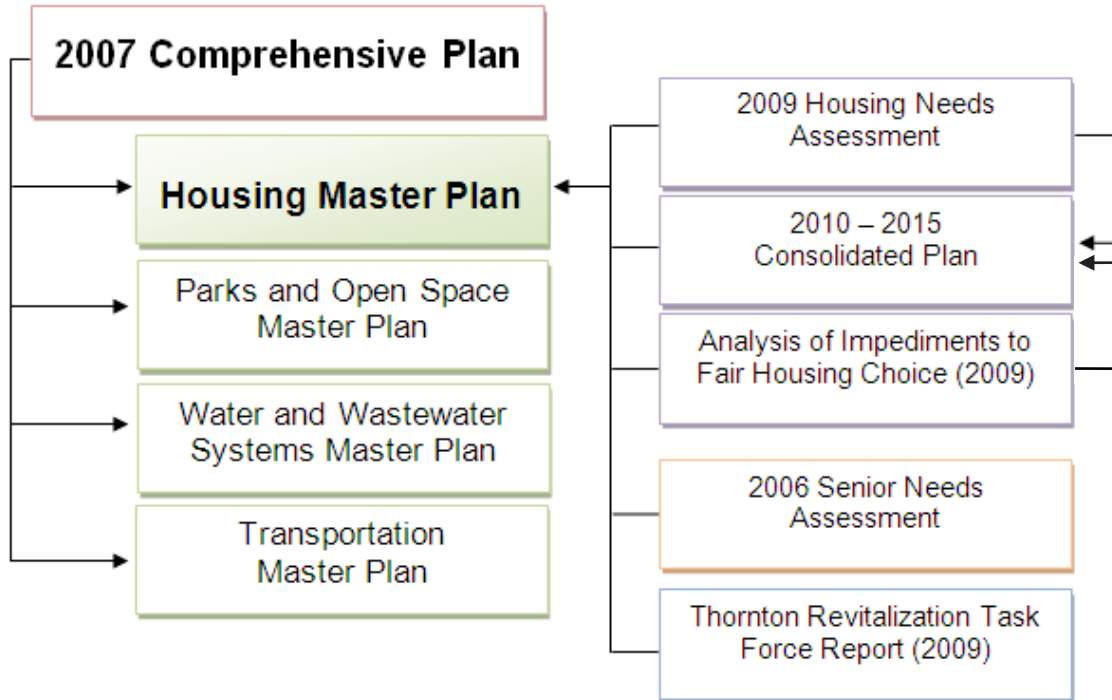 2007 Comprehensive Plan
Housing Master Plan
Parks and Open Space
Master Plan
Water and Wastewater
Systems Master Plan
Transportation
Master Plan
2009 Housing Needs
Assessment
2010 – 2015
Consolidated Plan
Analysis of Impediments to
Fair Housing Choice (2009)
2006 Senior Needs
Assessment
Thornton Revitalization Task
Force Report (2009)